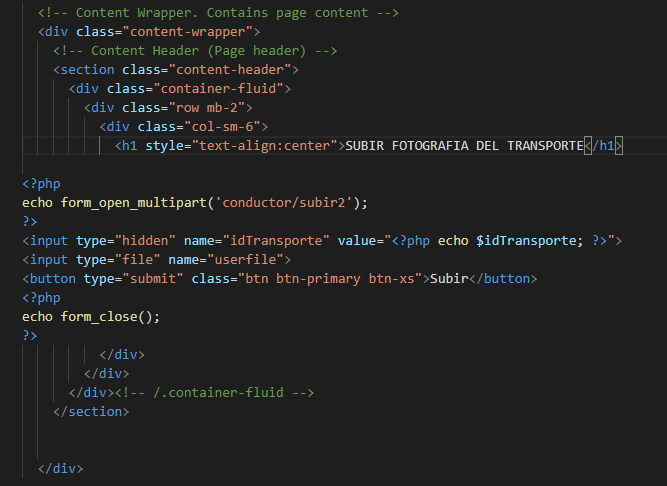 <!-- Content Wrapper. Contains page content -->
<div class="content-wrapper">
<!-- Content Header (Page header) -->
<section class="content-header">
<div class="container-fluid">
<div class="row mb-2">
<div class="col-sm-6">
<h1 style="text-align:center">SUBIR FOTOGRAFIA DEL TRANSPORTE</h1>
<?php
echo form_open_multipart('conductor/subir2');
?>
<input type="hidden" name="idTransporte" value="<?php echo $idTransporte; ?>">
<input type="file" name="userfile">
<button type="submit" class="btn btn-primary btn-xs">Subir</button>
<?php
echo form_close();
?>
</div>
</div>
</div><!-- /.container-fluid -->
</section>
</div>